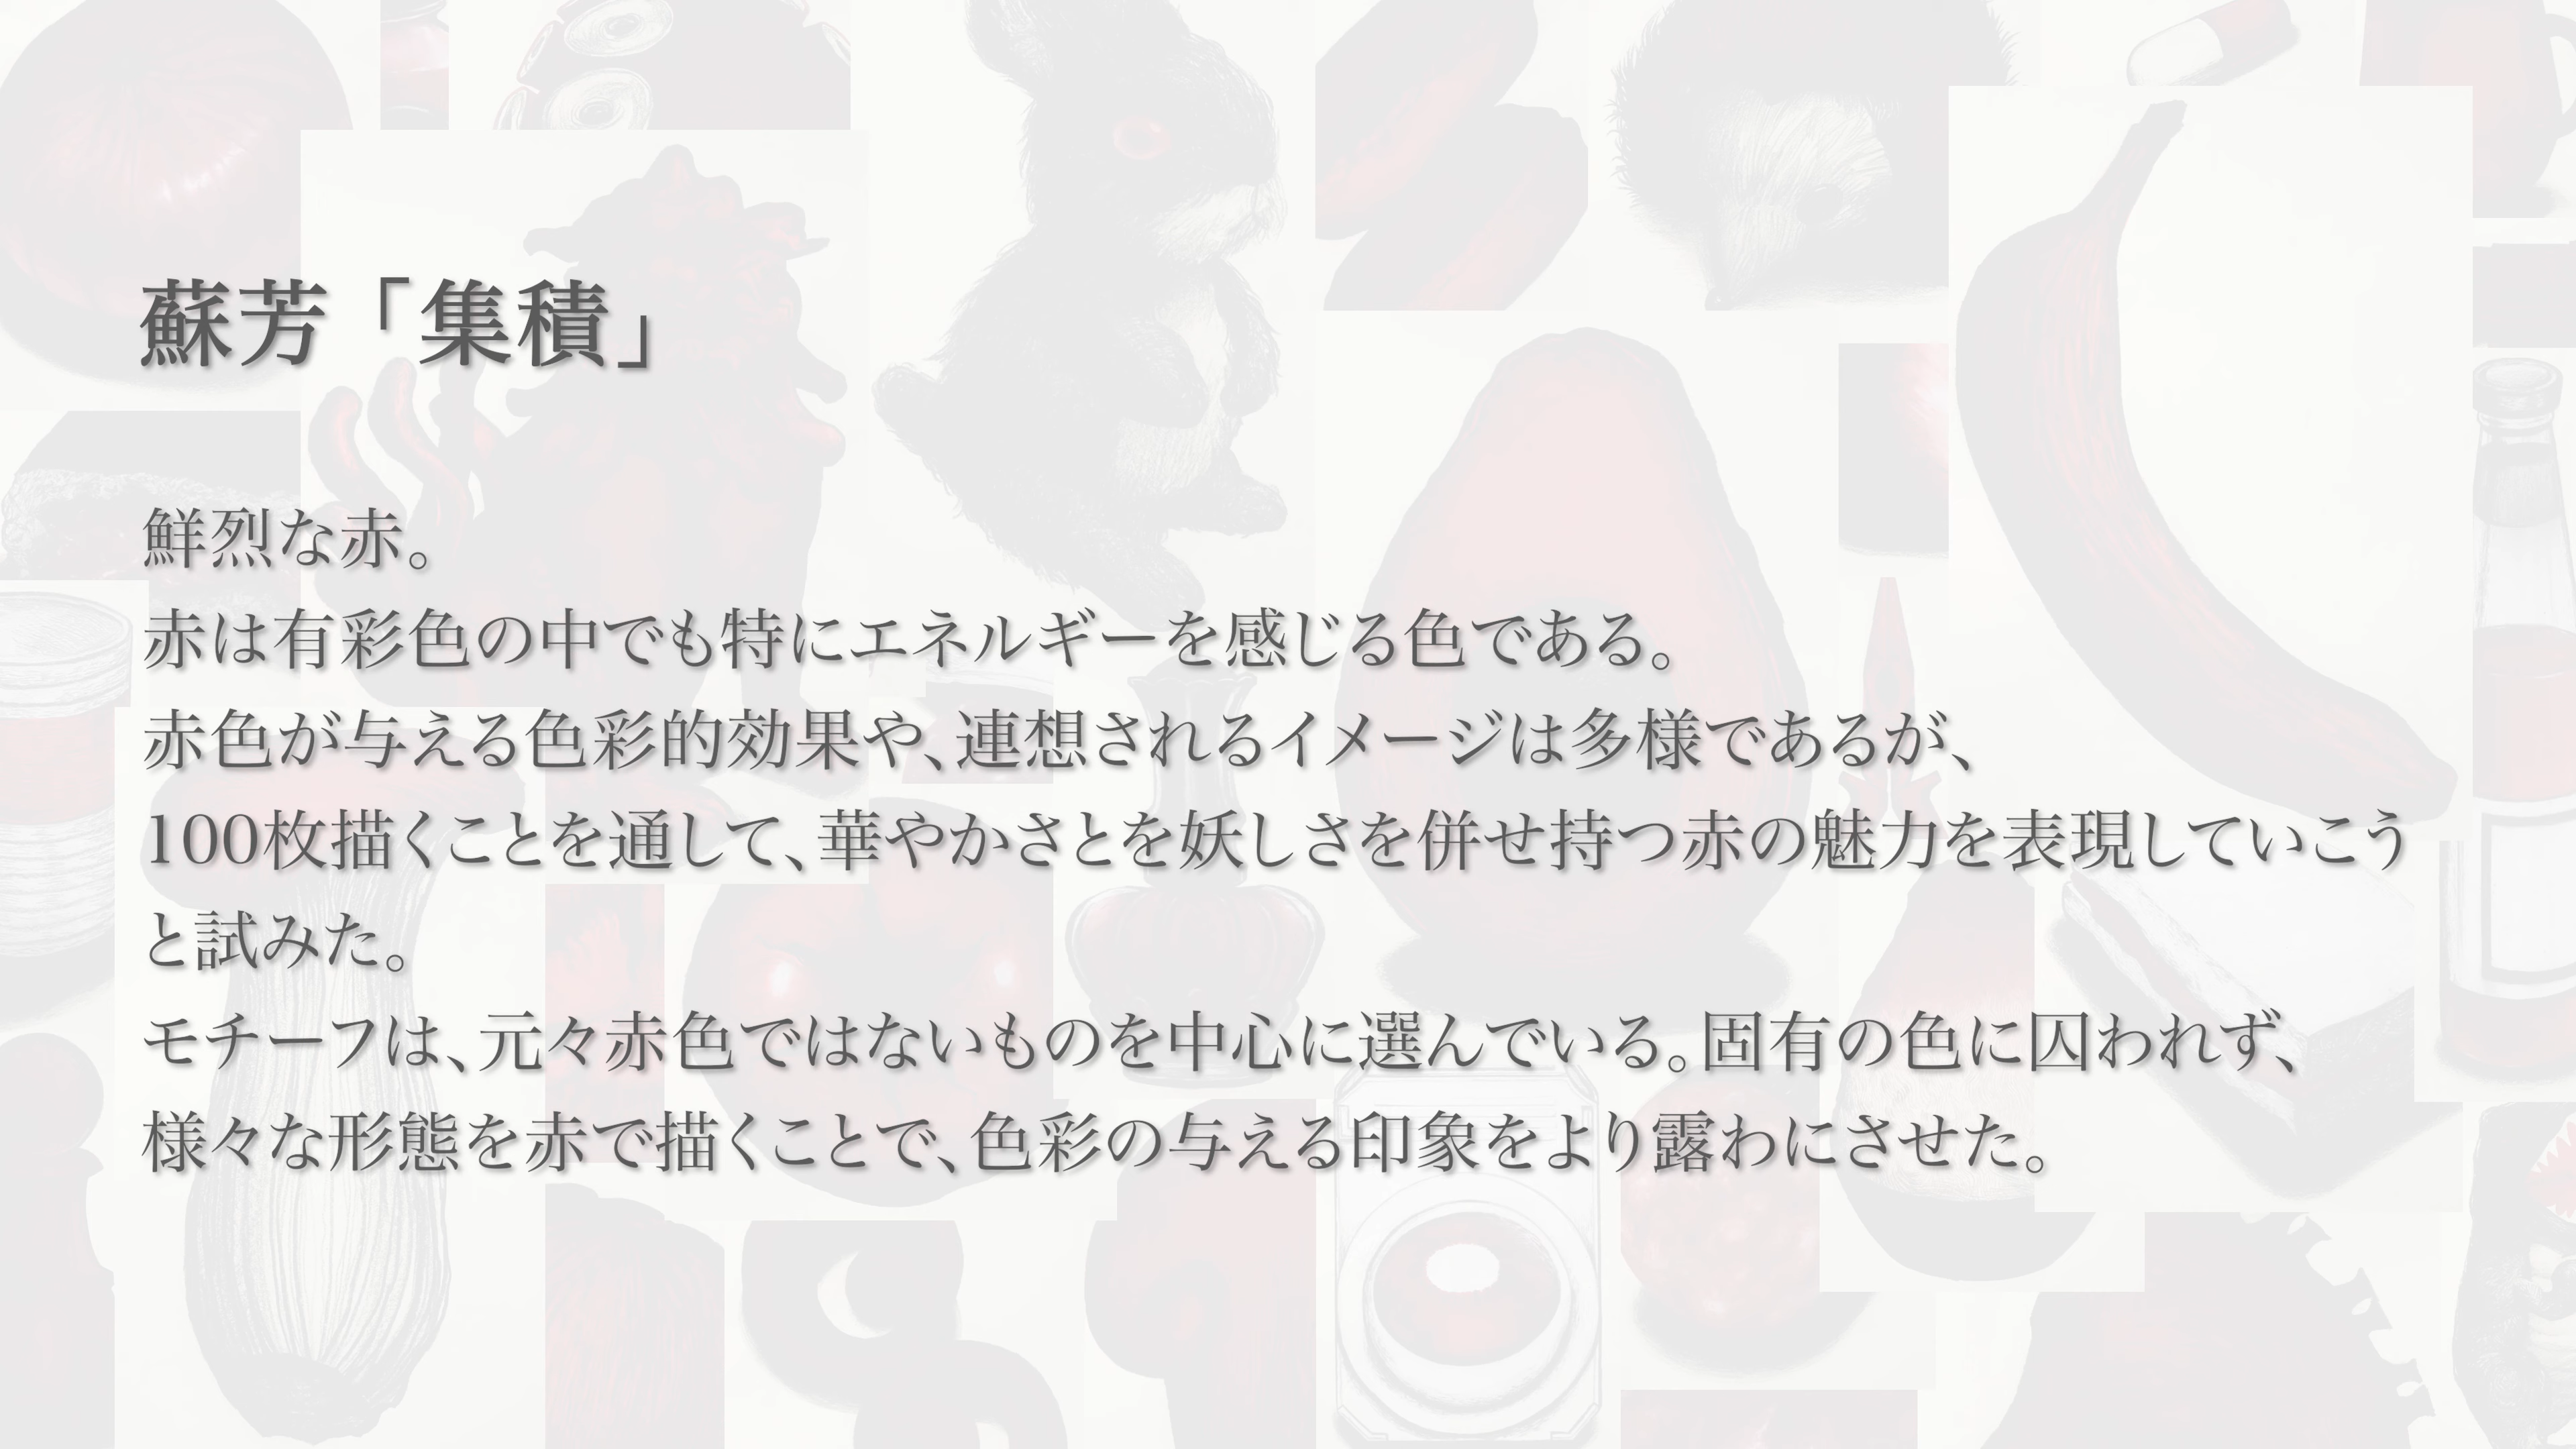 蘇芳「集積」
鮮烈な赤。
赤は有彩色の中でも特にエネルギーを感じる色である。
赤色が与える色彩的効果や、連想されるイメージは多様であるが、
100枚描くことを通して、華やかさとを妖しさを併せ持つ赤の魅力を表現していこう
と試みた。
モチーフは、元々赤色ではないものを中心に選んでいる。固有の色に囚われず、
様々な形態を赤で描くことで、色彩の与える印象をより露わにさせた。